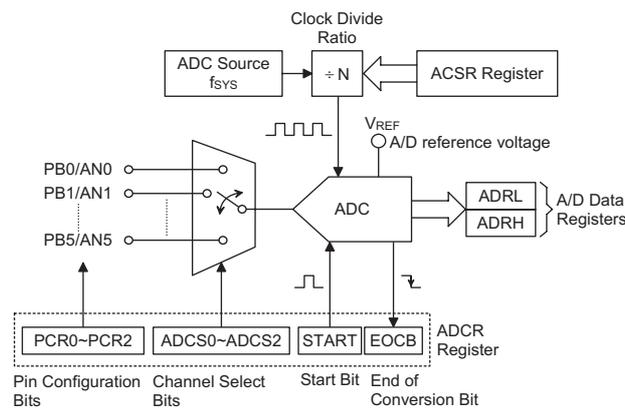 Clock Divide
Ratio
ADC Source
fSYS
÷ N
ACSR Register
VREF
A/D reference voltage
PB0/AN0
PB1/AN1
PB5/AN5
ADC
ADRL
ADRH
A/D Data
Registers
PCR0~PCR2
ADCS0~ADCS2
START
EOCB
ADCR
Register
Pin Configuration
Bits
Channel Select
Bits
Start Bit
End of
Conversion Bit